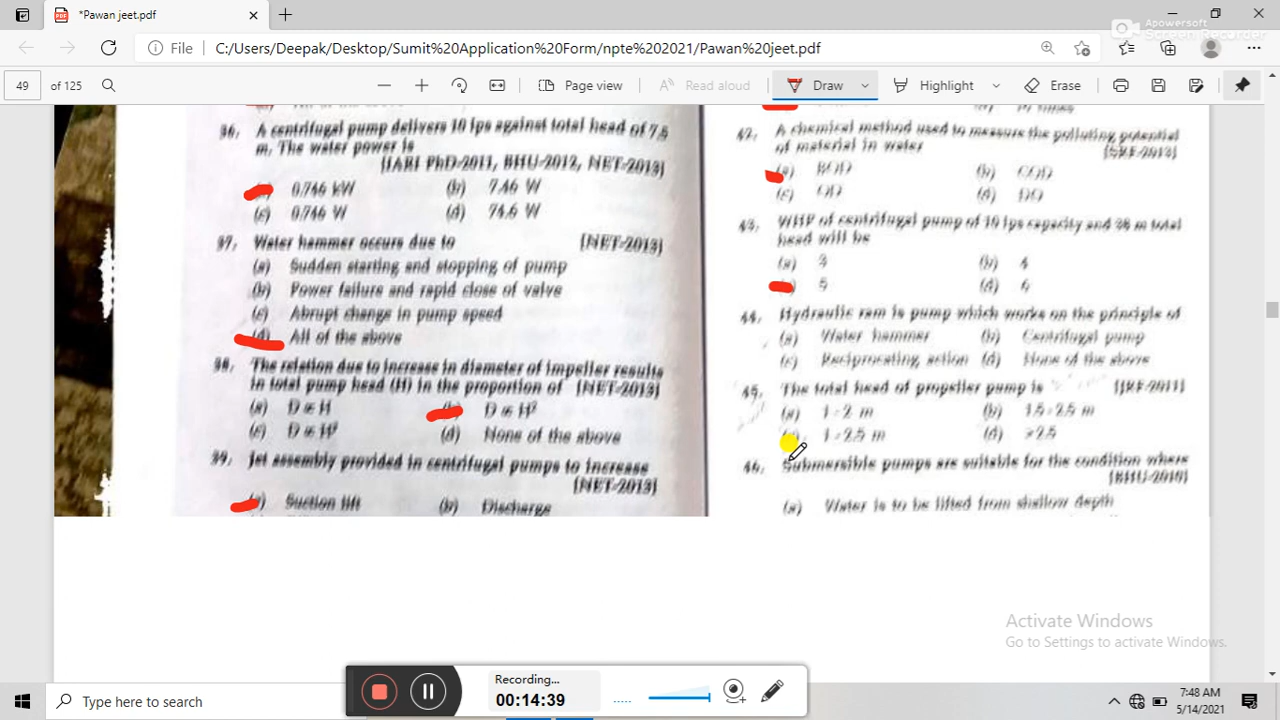 *Pawan jeet.pdf
Apowersoft
Screen Recorder
File C:/Users/Deepak/Desktop/Sumit%20Application%20Form/npte%202021/Pawan%20jeet.pdf
49 of 125 Page view Read aloud Draw Highlight Erase
36. A centrifugal pump delivers 10 lps against total head of 7.6
m. The water power is
[IARI PhD-2011, BHU-2012, NET-2013]
0.746 kW (b) 7.46 W
(c) 0.746 W (d) 74.6 W
37. Water hammer occurs due to [NET-2013]
(a) Sudden starting and stopping of pump
(b) Power failure and rapid close of valve
(c) Abrupt change in pump speed
(d) All of the above
38. The relation due to increase in diameter of impeller results
in total pump head (H) in the proportion of [NET-2013]
(a) D ∝ H (b) D ∝ H²
(c) D ∝ (d) None of the above
39. Jet assembly provided in centrifugal pumps to increase
[NET-2013]
(a) Suction lift (b) Discharge
42. A chemical method used to measure the polluting potential
of material in water
(a) BOD (b) COD
(c) OD (d) DO
43. WHP of centrifugal pump of 10 lps capacity and 38 m total
head will be
(a) 3 (b) 4
5 (d) 6
44. Hydraulic ram is pump which works on the principle of
(a) Water hammer (b) Centrifugal pump
(c) Reciprocating action (d) None of the above
45. The total head of propeller pump is
(a) 1-2 m (b) 1.5-2.5 m
1-2.5 m (d) >2.5
46. Submersible pumps are suitable for the condition where
[BHU-2010]
(a) Water is to be lifted from shallow depth
Activate Windows
Go to Settings to activate Windows.
Recording...
00:14:39
Type here to search
7:48 AM
5/14/2021